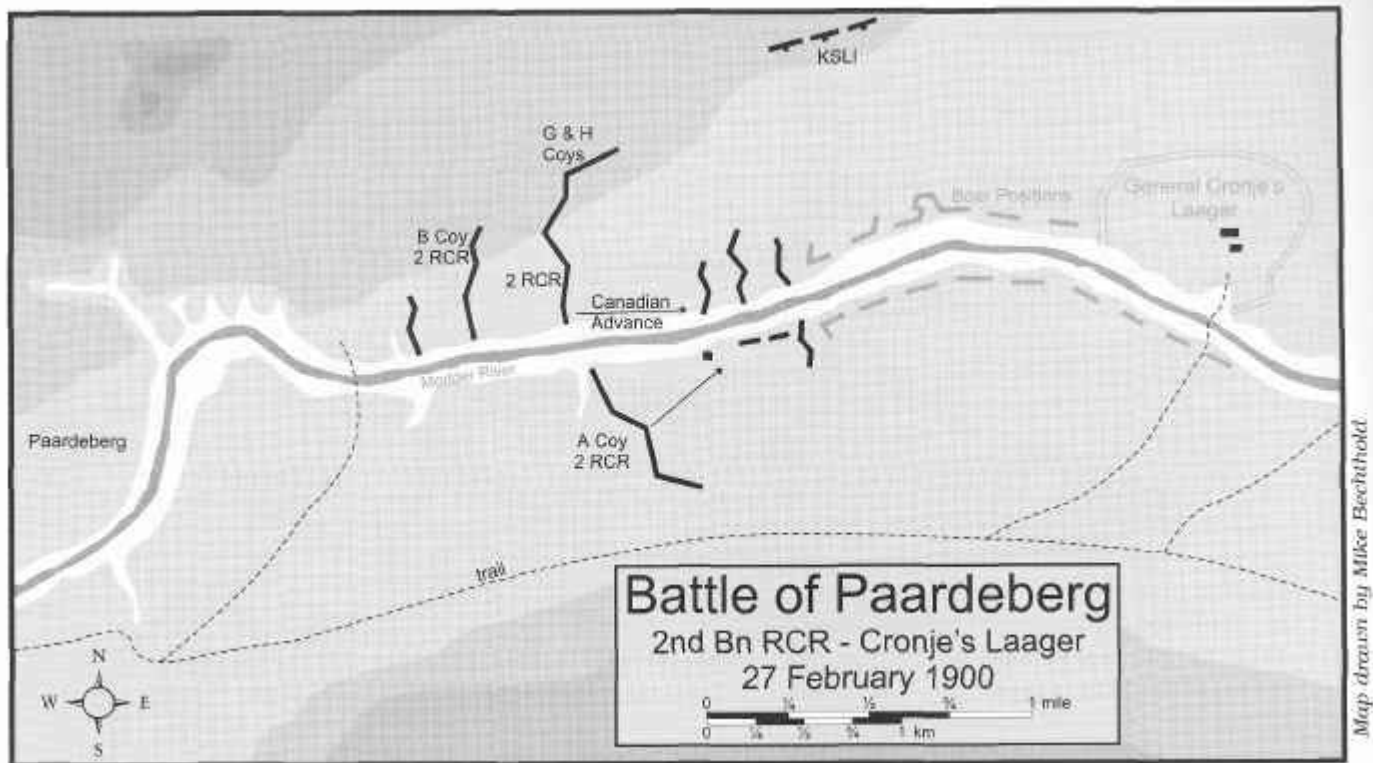 KSLI
G & H
Coys
B Coy
2 RCR
2 RCR
Canadian
Advance
Boer Positions
General Cronje's
Laager
Modder River
A Coy
2 RCR
Paardeberg
trail
N
W E
S
Battle of Paardeberg
2nd Bn RCR - Cronje's Laager
27 February 1900
0 ¼ ½ ¾ 1 mile
0 ¼ ½ ¾ 1 km
Map drawn by Mike Bechthold